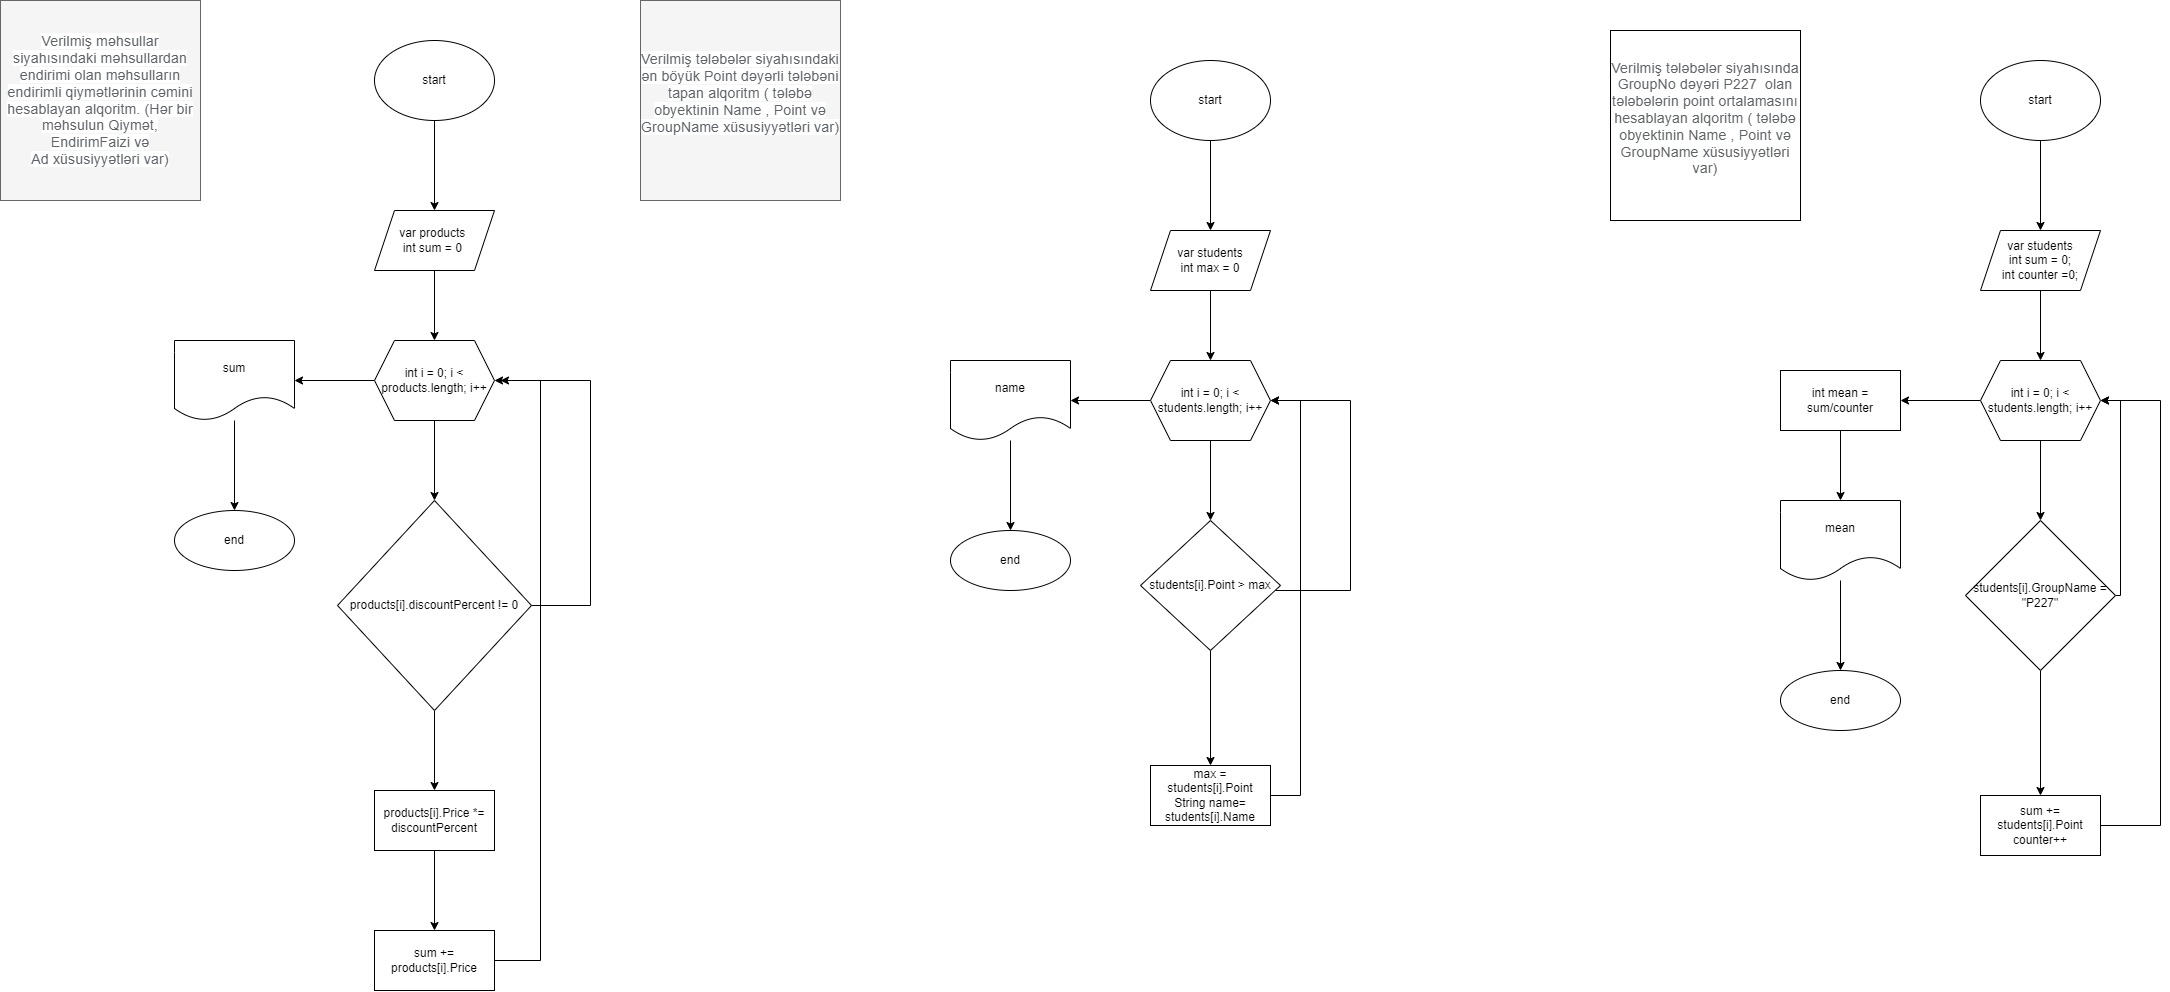 Verilmiş məhsullar
siyahısındaki məhsullardan
endirimi olan məhsulların
endirimli qiymətlərinin cəmini
hesablayan alqoritm. (Hər bir
məhsulun Qiymət,
EndirimFaizi və
Ad xüsusiyyətləri var)
start
var products
int sum = 0
int i = 0; i <
products.length; i++
sum
end
products[i].discountPercent != 0
products[i].Price *=
discountPercent
sum +=
products[i].Price
Verilmiş tələbələr siyahısındaki
ən böyük Point dəyərli tələbəni
tapan alqoritm ( tələbə
obyektinin Name , Point və
GroupName xüsusiyyətləri var)
start
var students
int max = 0
int i = 0; i <
students.length; i++
name
end
students[i].Point > max
max =
students[i].Point
String name=
students[i].Name
Verilmiş tələbələr siyahısında
GroupNo dəyəri P227  olan
tələbələrin point ortalamasını
hesablayan alqoritm ( tələbə
obyektinin Name , Point və
GroupName xüsusiyyətləri
var)
start
var students
int sum = 0;
int counter =0;
int i = 0; i <
students.length; i++
int mean =
sum/counter
mean
end
students[i].GroupName =
"P227"
sum +=
students[i].Point
counter++